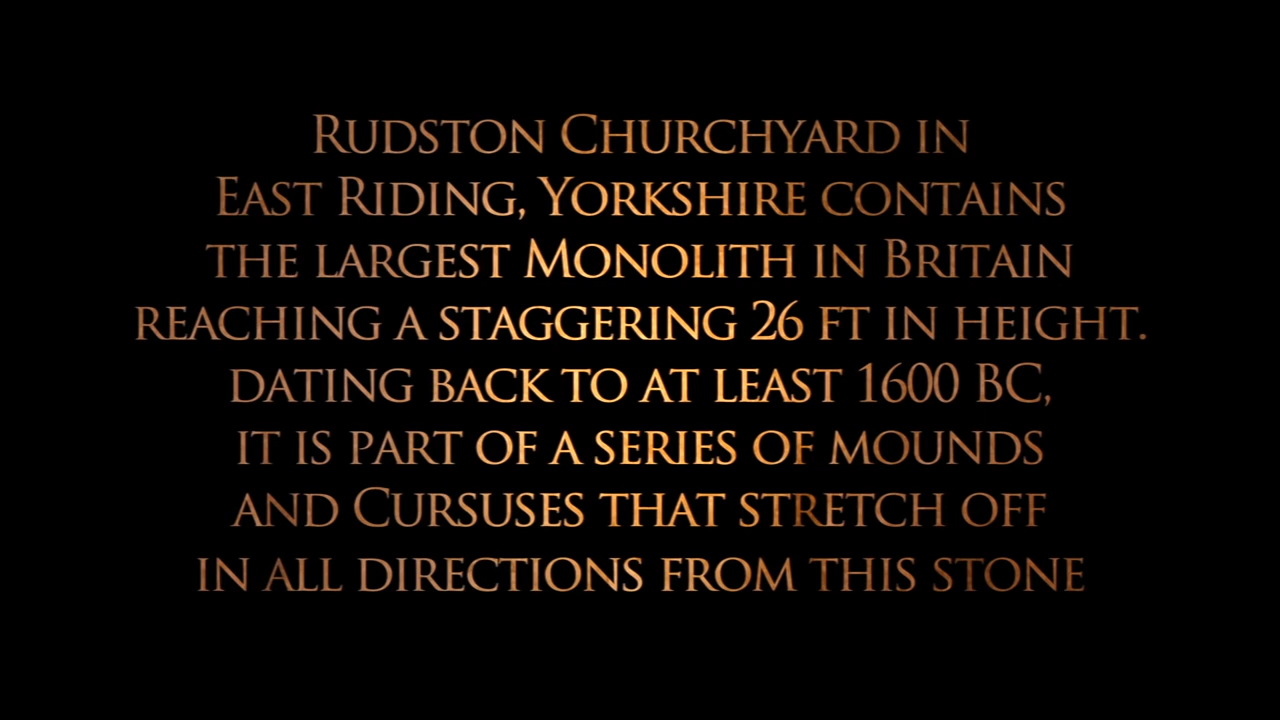 Rudston Churchyard in
East Riding, Yorkshire contains
the largest Monolith in Britain
reaching a staggering 26 ft in height.
dating back to at least 1600 BC,
it is part of a series of mounds
and Cursuses that stretch off
in all directions from this stone